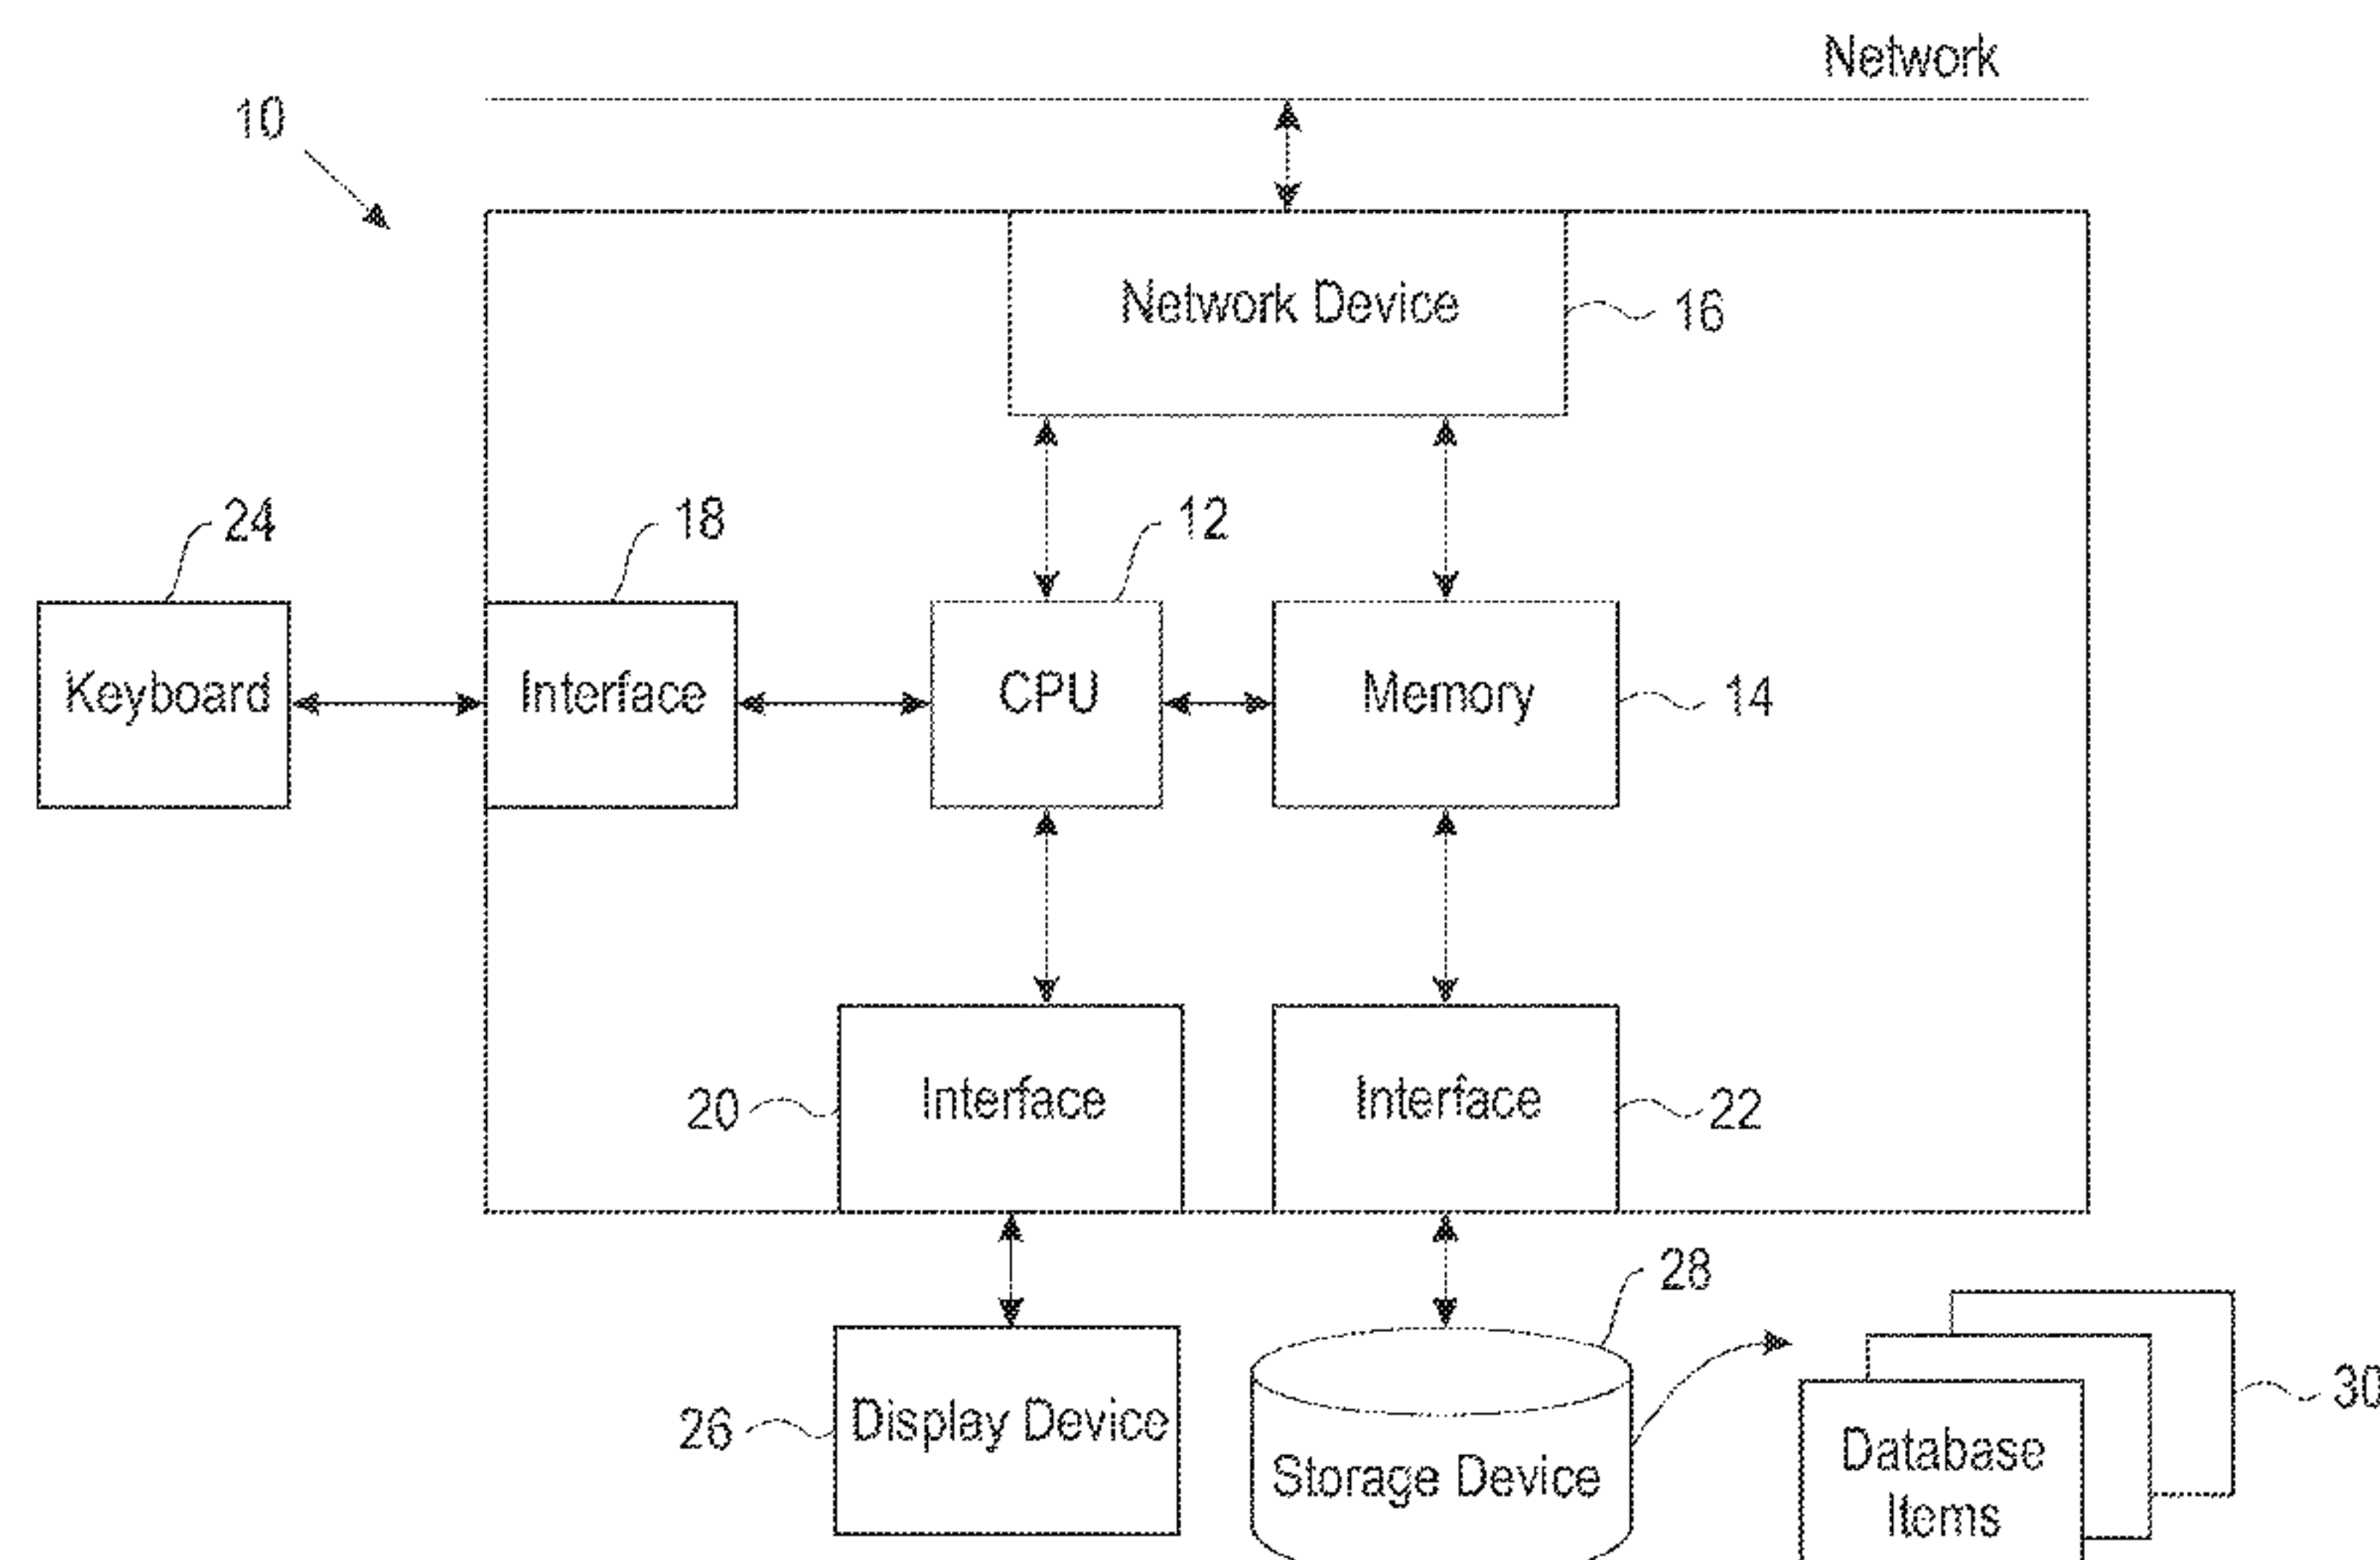 Network
10
Network Device
16
24
18
12
Keyboard
Interface
CPU
Memory
14
20
Interface
Interface
22
28
30
26
Display Device
Storage Device
Database
Items